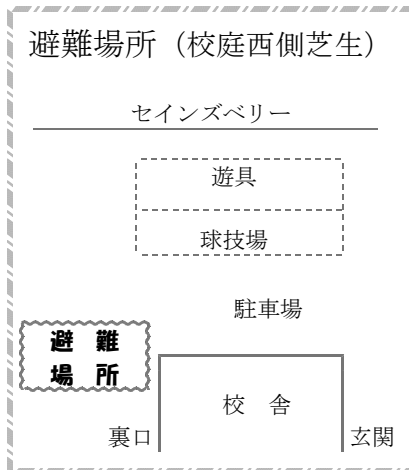 避難場所（校庭西側芝生）
セインズベリー
遊具
球技場
駐車場
避 難
場 所
校 舎
裏口
玄関